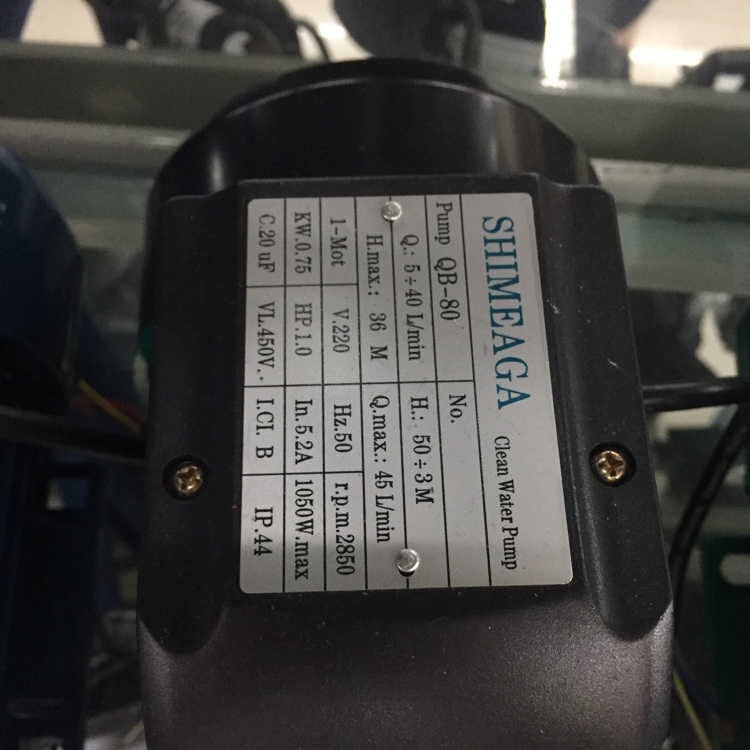 SHIMEAGA Clean Water Pump
Pump QB-80 No.
Q.: 5÷40 L/min H.: 50÷3 M
H.max.: 36 M Q.max.: 45 L/min
1-Mot V.220 Hz.50 r.p.m.2850
KW.0.75 HP.1.0 In.5.2A 1050W.max
C.20 uF VL.450V.. I.CI. B IP.44